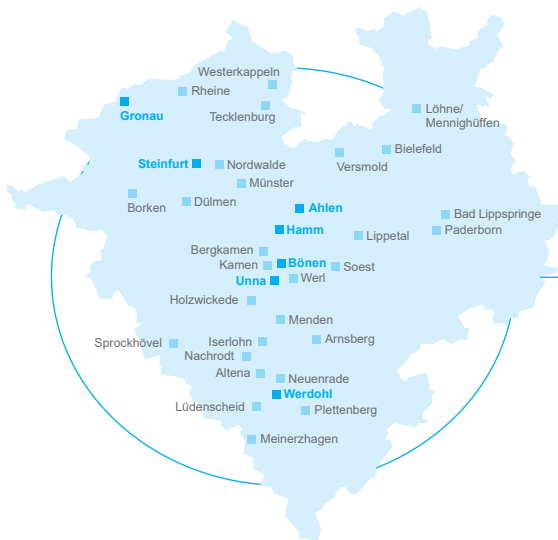 Westerkappeln
Rheine
Gronau
Tecklenburg
Löhne/
Mennighüffen
Steinfurt
Nordwalde
Versmold
Bielefeld
Münster
Borken
Dülmen
Ahlen
Bad Lippspringe
Hamm
Lippetal
Paderborn
Bergkamen
Kamen
Bönen
Soest
Unna
Werl
Holzwickede
Menden
Sprockhövel
Iserlohn
Arnsberg
Nachrodt
Altena
Neuenrade
Werdohl
Lüdenscheid
Plettenberg
Meinerzhagen